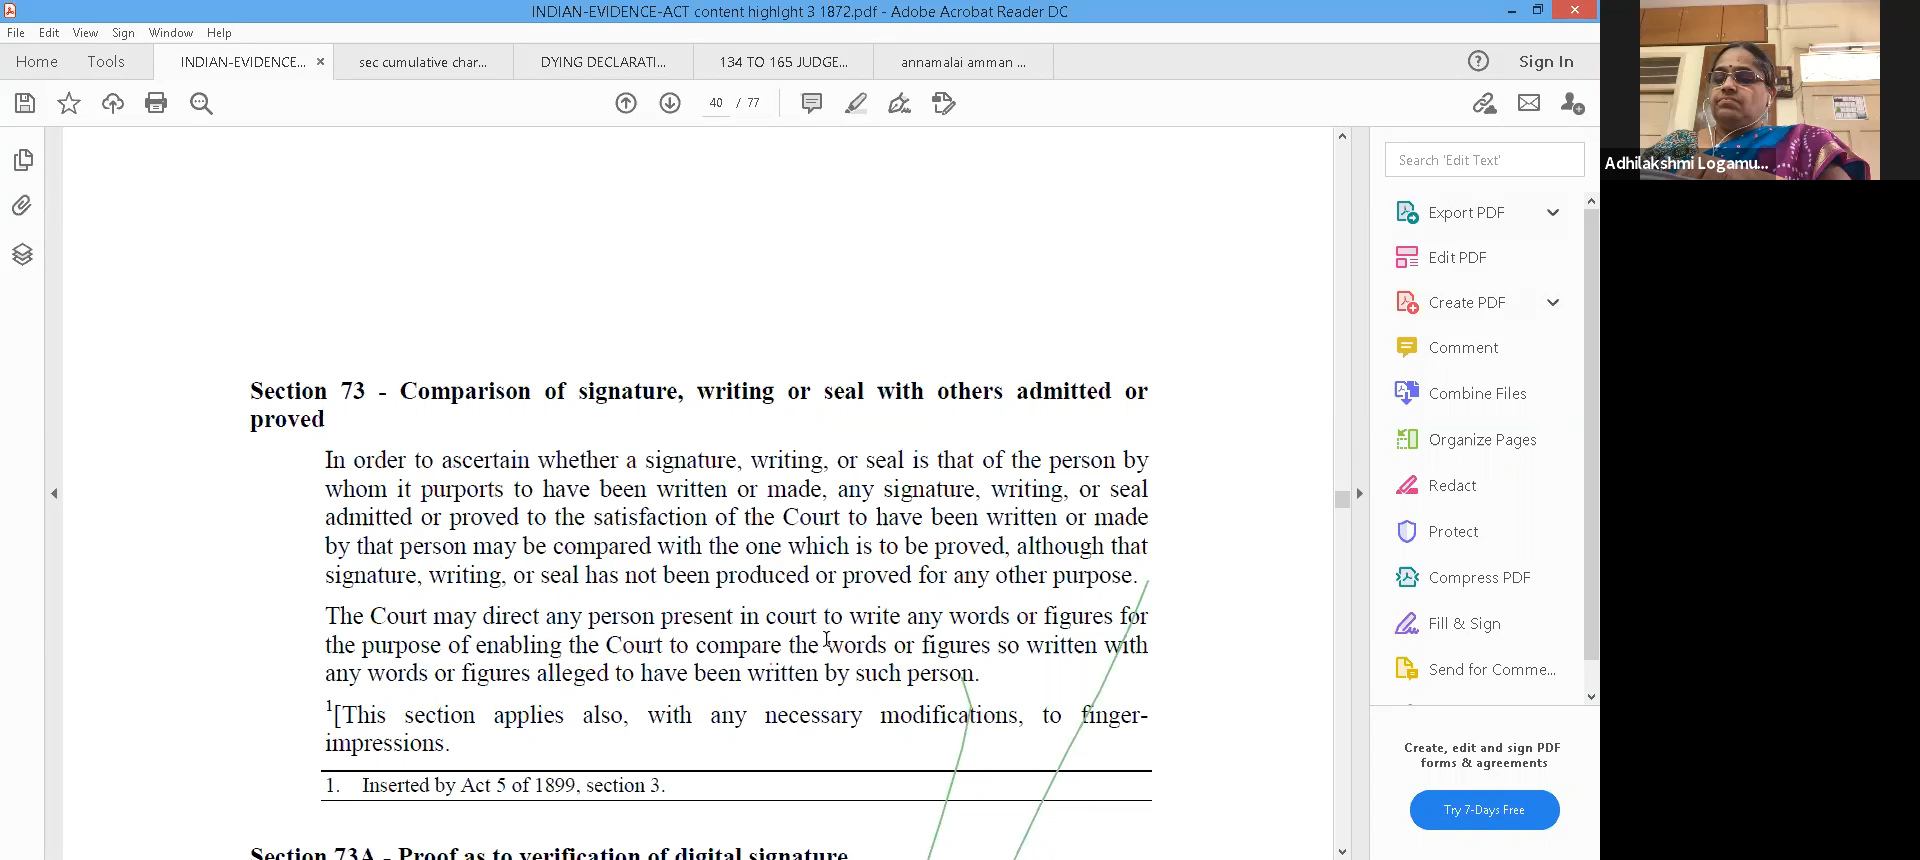 INDIAN-EVIDENCE-ACT content highlght 3 1872.pdf - Adobe Acrobat Reader DC
File Edit View Sign Window Help
Home Tools INDIAN-EVIDENCE... × sec cumulative char... DYING DECLARATI... 134 TO 165 JUDGE... annamalai amman ... Sign In
40 / 77
Adhilakshmi Logamu...
Search 'Edit Text'
Export PDF
Edit PDF
Create PDF
Comment
Combine Files
Organize Pages
Redact
Protect
Compress PDF
Fill & Sign
Send for Comme...
Create, edit and sign PDF
forms & agreements
Try 7-Days Free
Section 73 - Comparison of signature, writing or seal with others admitted or
proved
In order to ascertain whether a signature, writing, or seal is that of the person by
whom it purports to have been written or made, any signature, writing, or seal
admitted or proved to the satisfaction of the Court to have been written or made
by that person may be compared with the one which is to be proved, although that
signature, writing, or seal has not been produced or proved for any other purpose.
The Court may direct any person present in court to write any words or figures for
the purpose of enabling the Court to compare the words or figures so written with
any words or figures alleged to have been written by such person.
1[This section applies also, with any necessary modifications, to finger-
impressions.
1. Inserted by Act 5 of 1899, section 3.
Section 73A - Proof as to verification of digital signature